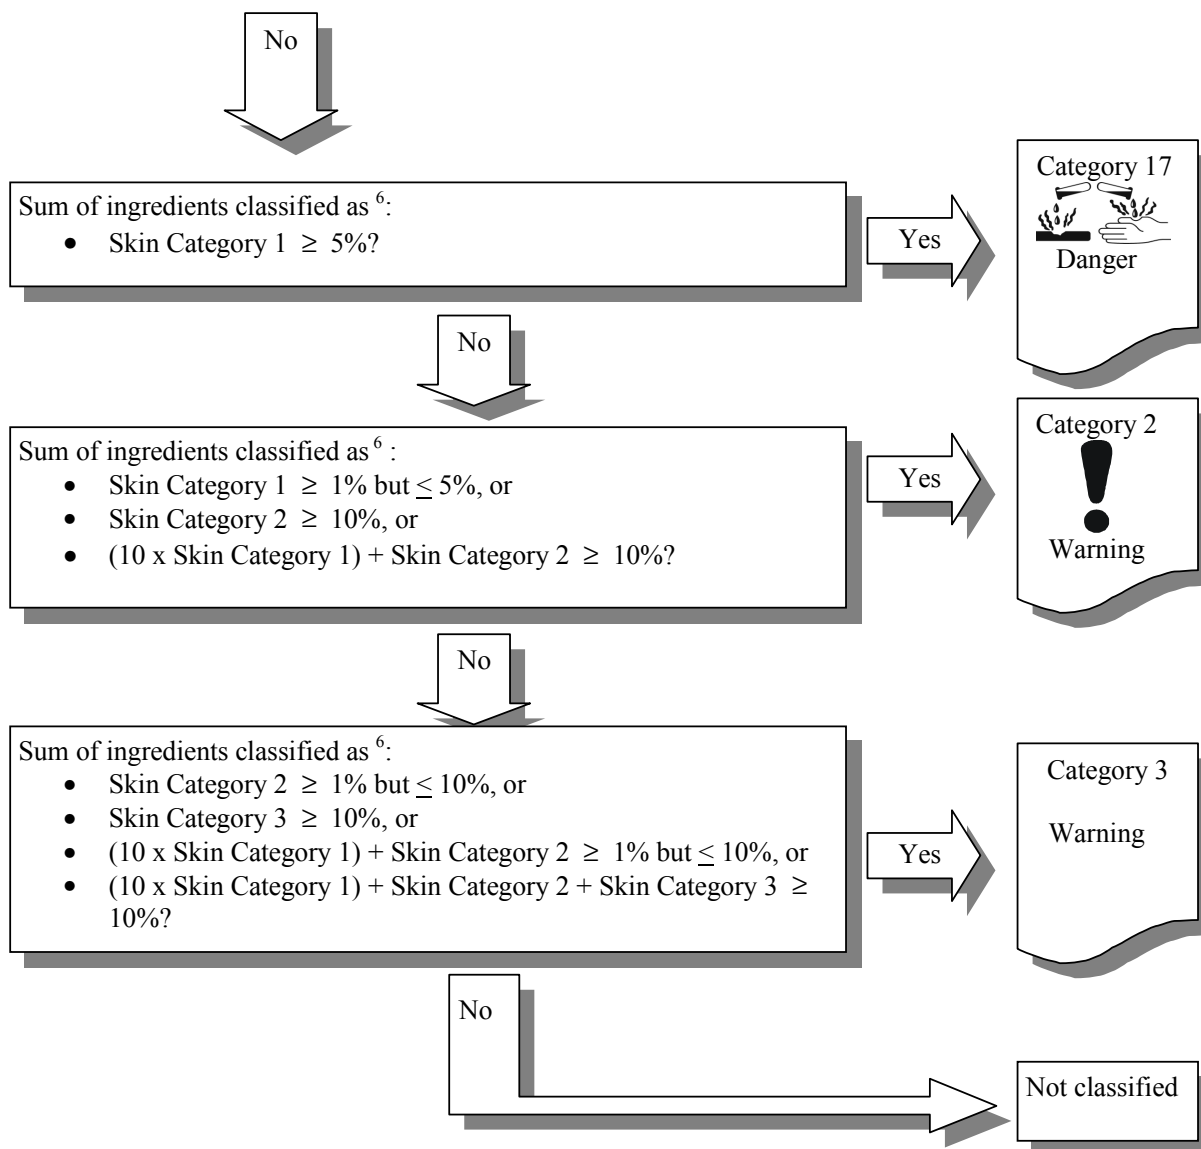 No
Sum of ingredients classified as 6:
• Skin Category 1 ≥ 5%?
Yes
Category 17
Danger
No
Sum of ingredients classified as 6 :
• Skin Category 1 ≥ 1% but ≤ 5%, or
• Skin Category 2 ≥ 10%, or
• (10 x Skin Category 1) + Skin Category 2 ≥ 10%?
Yes
Category 2
Warning
No
Sum of ingredients classified as 6:
• Skin Category 2 ≥ 1% but ≤ 10%, or
• Skin Category 3 ≥ 10%, or
• (10 x Skin Category 1) + Skin Category 2 ≥ 1% but ≤ 10%, or
• (10 x Skin Category 1) + Skin Category 2 + Skin Category 3 ≥
10%?
Yes
Category 3
Warning
No
Not classified